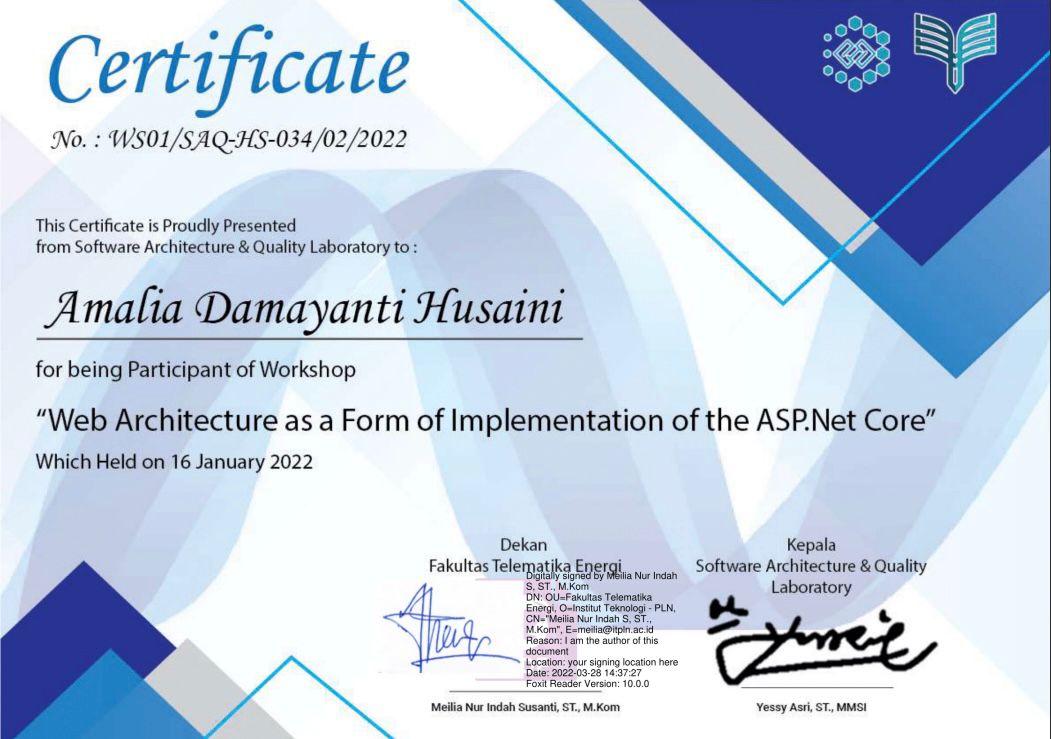 Certificate
No. : WS01/SAQ-HS-034/02/2022
This Certificate is Proudly Presented
from Software Architecture & Quality Laboratory to :
Amalia Damayanti Husaini
for being Participant of Workshop
“Web Architecture as a Form of Implementation of the ASP.Net Core”
Which Held on 16 January 2022
Dekan
Fakultas Telematika Energi
Digitally signed by Meilia Nur Indah
S, ST., M.Kom
DN: OU=Fakultas Telematika
Energi, O=Institut Teknologi - PLN,
CN="Meilia Nur Indah S, ST.,
M.Kom", E=meilia@itpln.ac.id
Reason: I am the author of this
document
Location: your signing location here
Date: 2022-03-28 14:37:27
Foxit Reader Version: 10.0.0
Meilia Nur Indah Susanti, ST., M.Kom
Kepala
Software Architecture & Quality
Laboratory
Yessy Asri, ST., MMSI